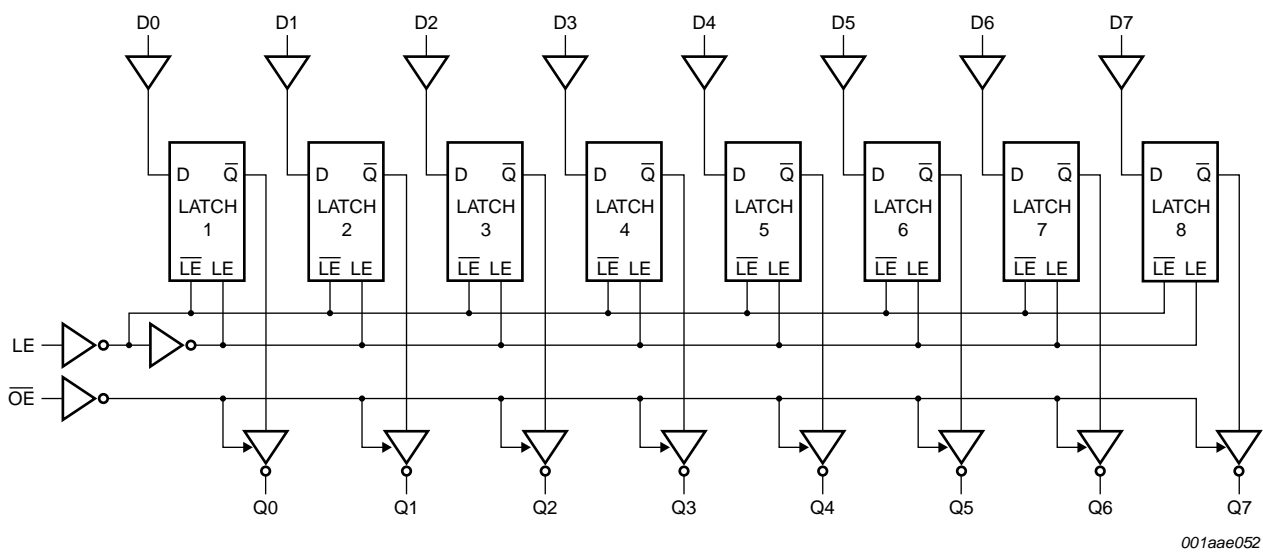 D0 D1 D2 D3 D4 D5 D6 D7
D Q̅ D Q̅ D Q̅ D Q̅ D Q̅ D Q̅ D Q̅ D Q̅
LATCH LATCH LATCH LATCH LATCH LATCH LATCH LATCH
1 2 3 4 5 6 7 8
L̅E̅ LE L̅E̅ LE L̅E̅ LE L̅E̅ LE L̅E̅ LE L̅E̅ LE L̅E̅ LE L̅E̅ LE
LE
O̅E̅
Q0 Q1 Q2 Q3 Q4 Q5 Q6 Q7
001aae052